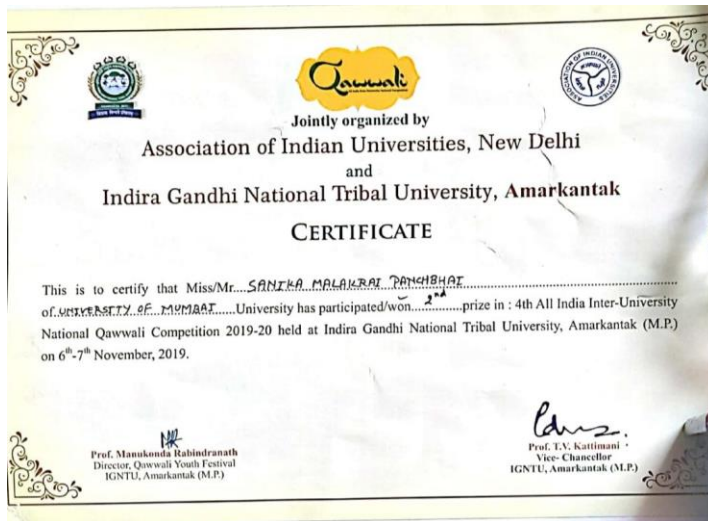 Qawwali
ASSOCIATION OF INDIAN UNIVERSITIES
Jointly organized by
Association of Indian Universities, New Delhi
and
Indira Gandhi National Tribal University, Amarkantak
CERTIFICATE
This is to certify that Miss/Mr....SANIKA MALAKRAI PANCHBHAI
of.UNIVERSITY OF MUMBAI.....University has participated/won...2nd.......prize in : 4th All India Inter-University
National Qawwali Competition 2019-20 held at Indira Gandhi National Tribal University, Amarkantak (M.P.)
on 6th-7th November, 2019.
Prof. Manukonda Rabindranath
Director, Qawwali Youth Festival
IGNTU, Amarkantak (M.P.)
Prof. T.V. Kattimani
Vice- Chancellor
IGNTU, Amarkantak (M.P.)